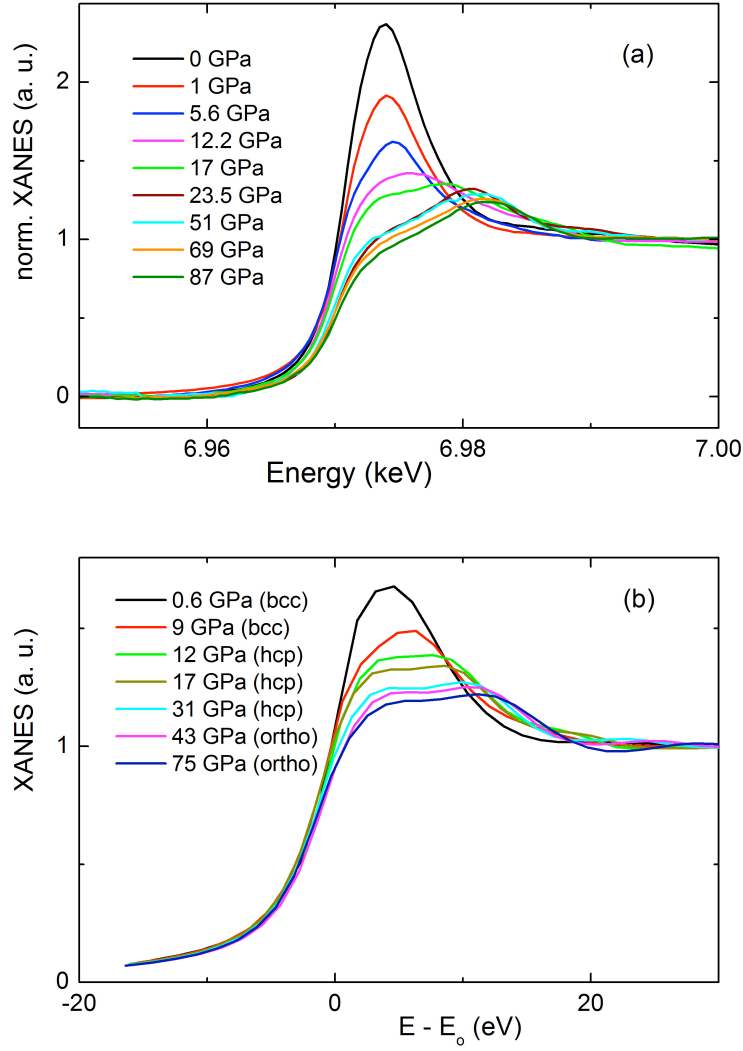 (a)
0 GPa
1 GPa
5.6 GPa
12.2 GPa
17 GPa
23.5 GPa
51 GPa
69 GPa
87 GPa
norm. XANES (a. u.)
2
1
0
6.96
6.98
7.00
Energy (keV)
(b)
0.6 GPa (bcc)
9 GPa (bcc)
12 GPa (hcp)
17 GPa (hcp)
31 GPa (hcp)
43 GPa (ortho)
75 GPa (ortho)
XANES (a. u.)
1
0
-20
0
20
E - Eₒ (eV)